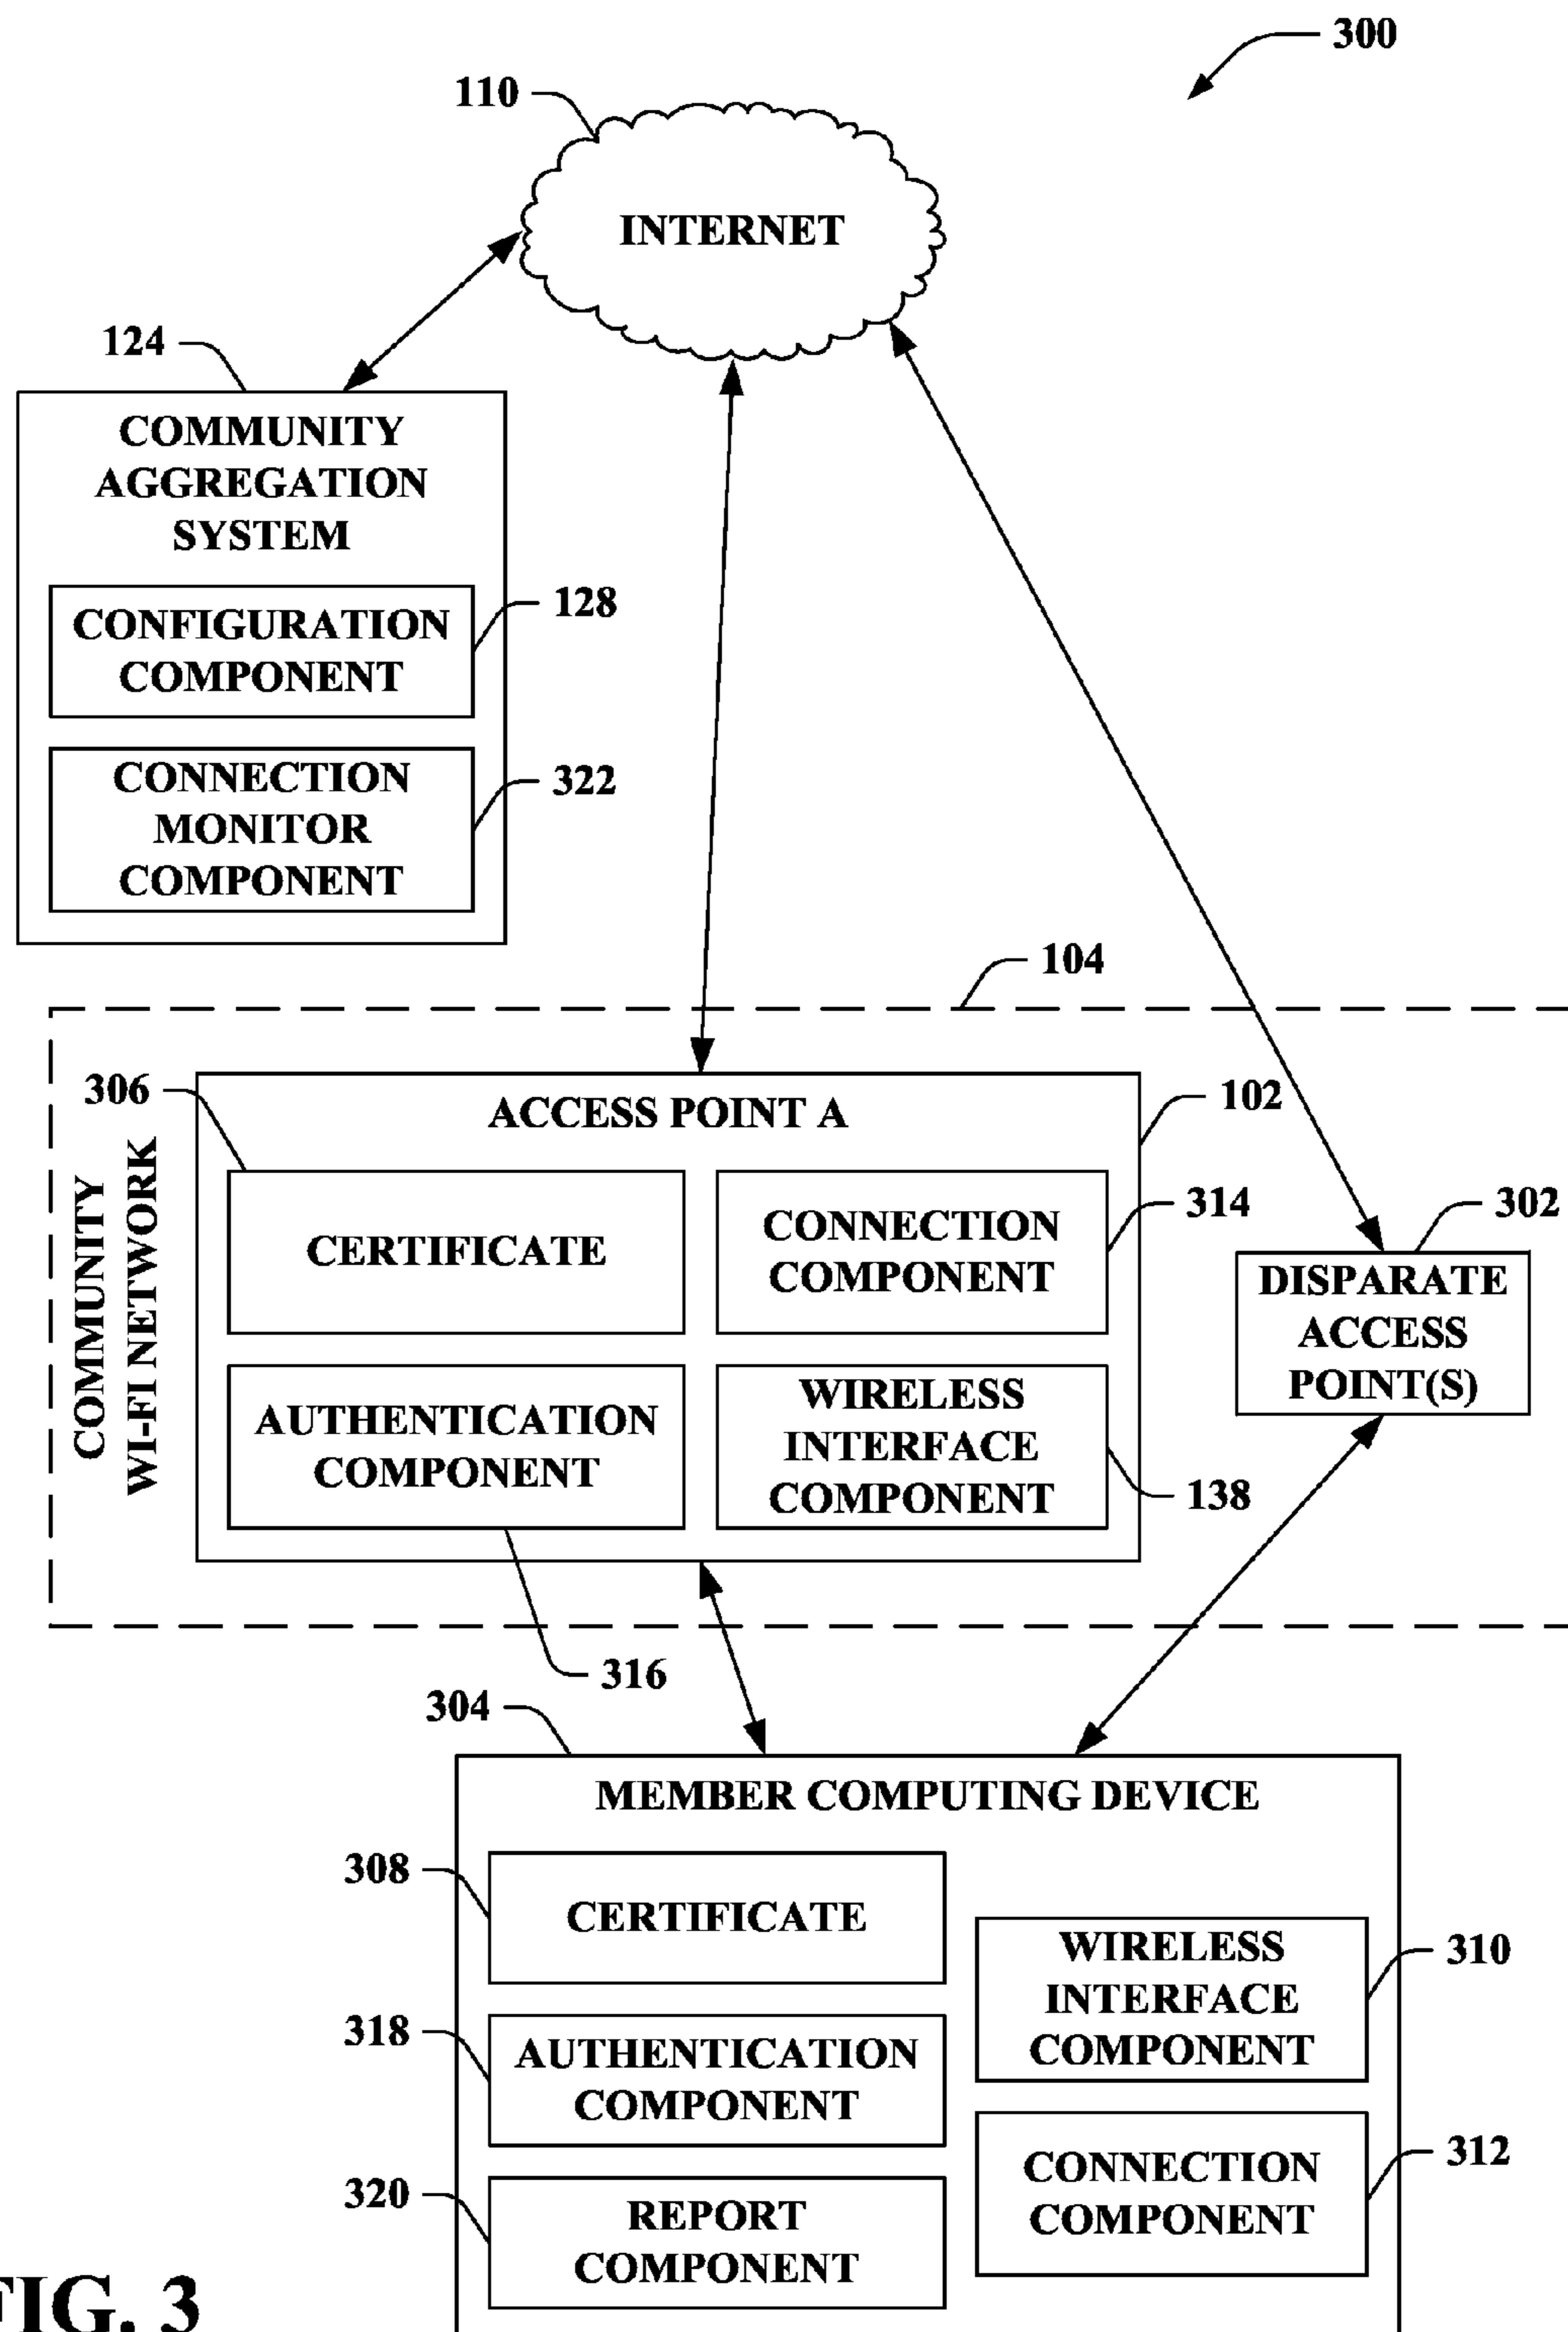 300
110
INTERNET
124
COMMUNITY
AGGREGATION
SYSTEM
CONFIGURATION
COMPONENT
128
CONNECTION
MONITOR
COMPONENT
322
104
COMMUNITY
WI-FI NETWORK
306
ACCESS POINT A
102
CERTIFICATE
CONNECTION
COMPONENT
314
302
DISPARATE
ACCESS
POINT(S)
AUTHENTICATION
COMPONENT
WIRELESS
INTERFACE
COMPONENT
138
316
304
MEMBER COMPUTING DEVICE
308
CERTIFICATE
WIRELESS
INTERFACE
COMPONENT
310
318
AUTHENTICATION
COMPONENT
CONNECTION
COMPONENT
312
320
REPORT
COMPONENT
FIG. 3